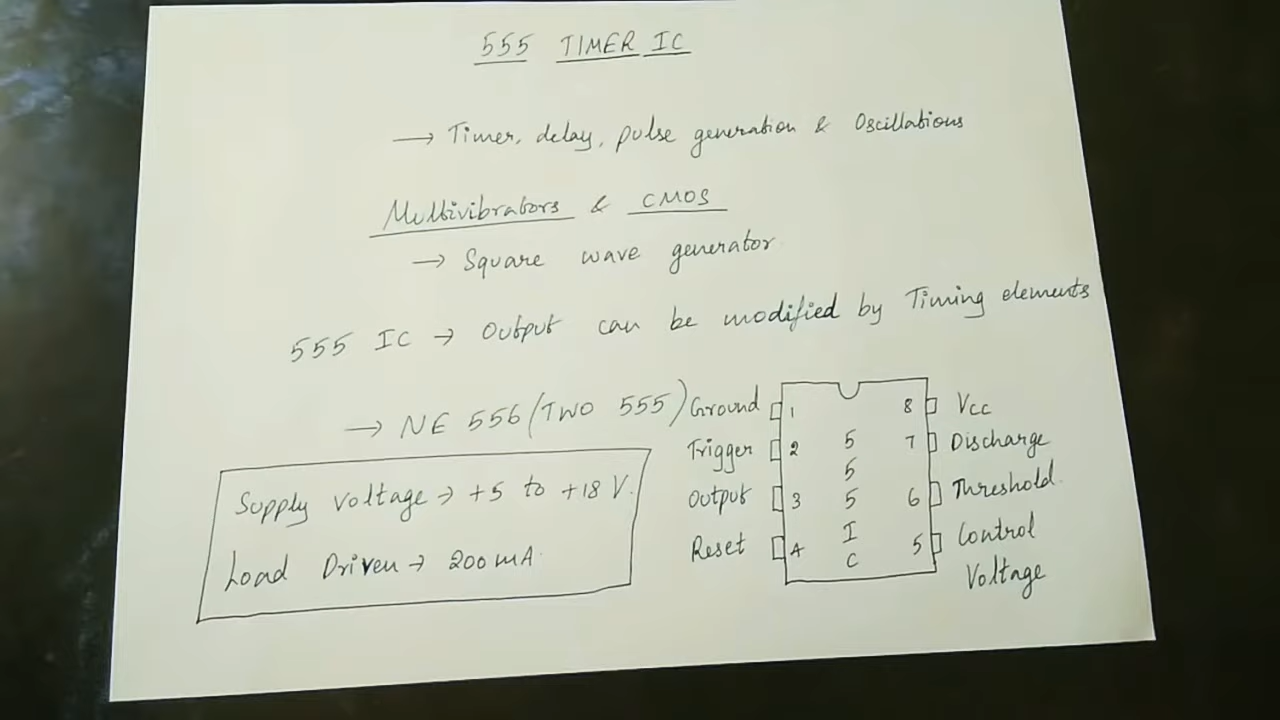 555 TIMER IC
→ Timer, delay, pulse generation & Oscillations
Multivibrators & CMOS
→ Square wave generator
555 IC → Output can be modified by Timing elements
→ NE 556 (TWO 555)
Supply Voltage → +5 to +18 V.
Load Driven → 200 mA
Ground 1 8 Vcc
Trigger 2 5 7 Discharge
5
Output 3 5 6 Threshold
I
Reset 4 C 5 Control Voltage